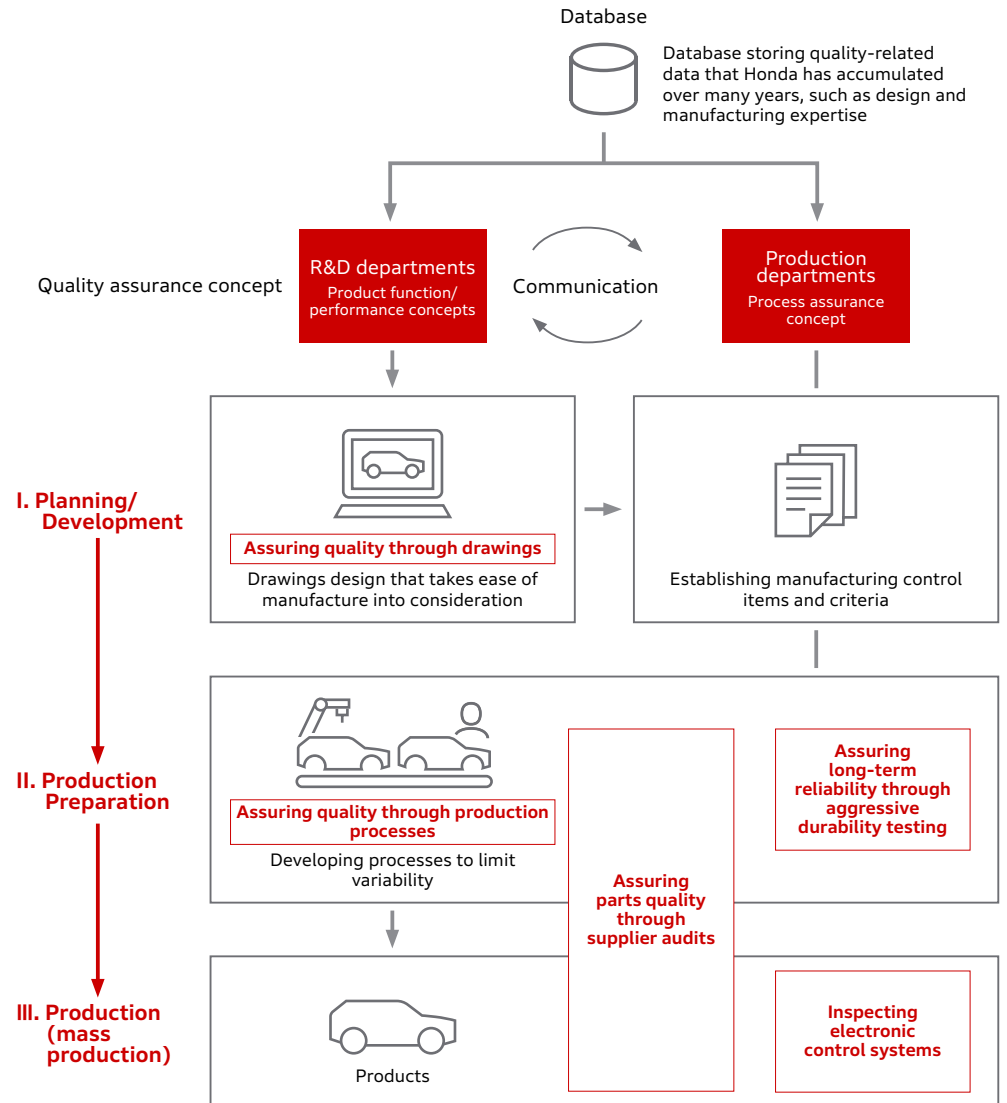 Database
Database storing quality-related
data that Honda has accumulated
over many years, such as design and
manufacturing expertise
Quality assurance concept
R&D departments
Product function/
performance concepts
Communication
Production
departments
Process assurance
concept
I. Planning/
Development
Assuring quality through drawings
Drawings design that takes ease of
manufacture into consideration
Establishing manufacturing control
items and criteria
II. Production
Preparation
Assuring quality through production
processes
Developing processes to limit
variability
Assuring
parts quality
through
supplier audits
Assuring
long-term
reliability through
aggressive
durability testing
III. Production
(mass
production)
Products
Inspecting
electronic
control systems